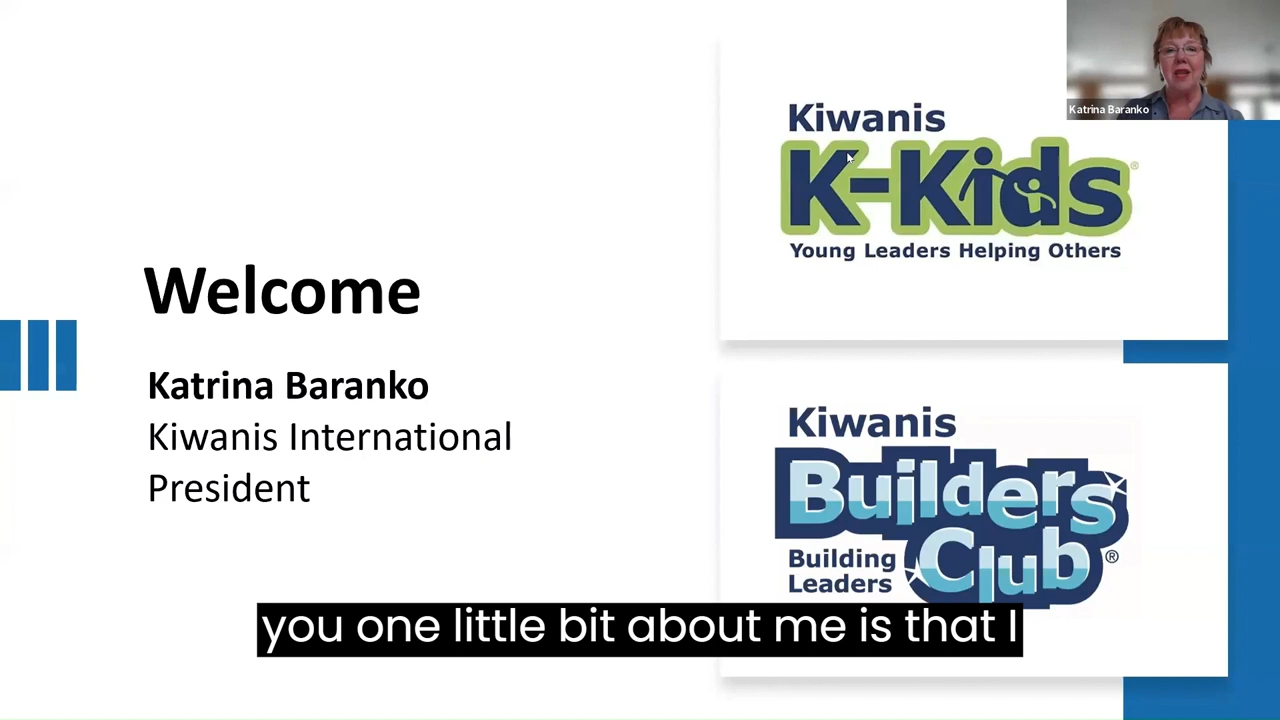 Katrina Baranko
Kiwanis
K-Kids®
Young Leaders Helping Others
Welcome
Katrina Baranko
Kiwanis International
President
Kiwanis
Builders
Club®
Building
Leaders
you one little bit about me is that I